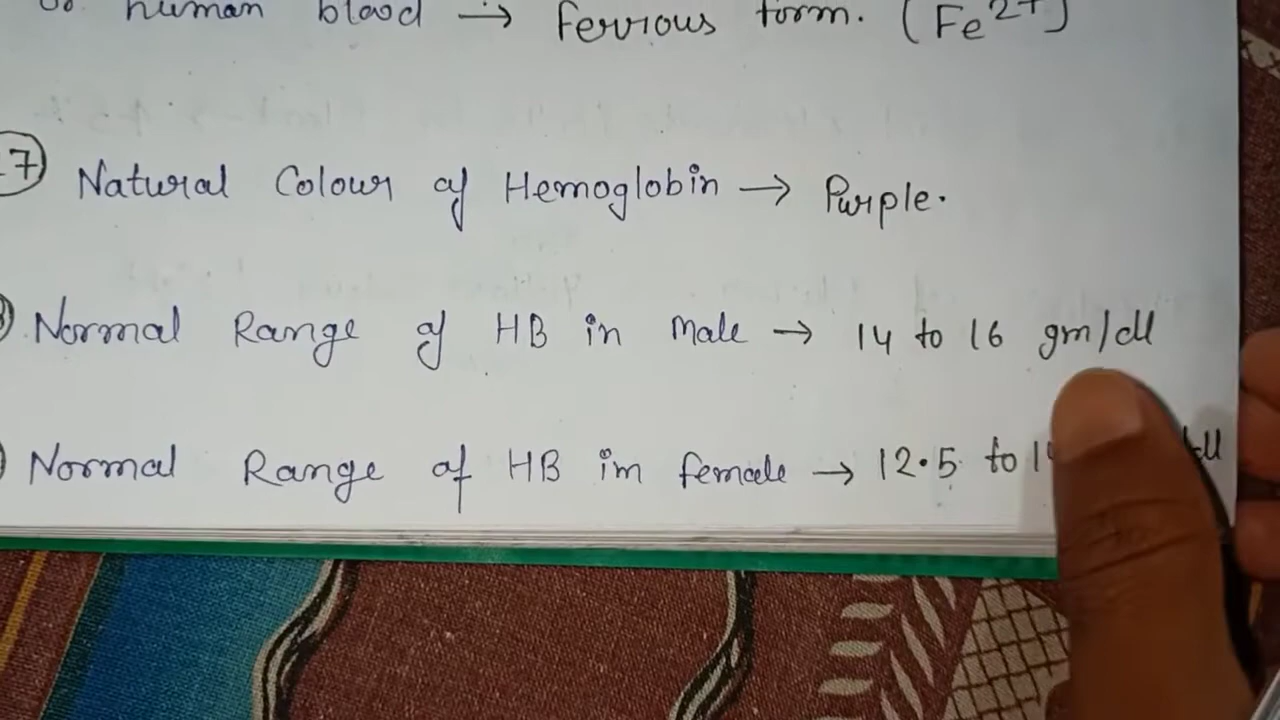 human blood → Ferrious form. (Fe2+)
7 Natural Colour of Hemoglobin → Purple.
Normal Range of HB in male → 14 to 16 gm/dl
Normal Range of HB im female → 12.5 to